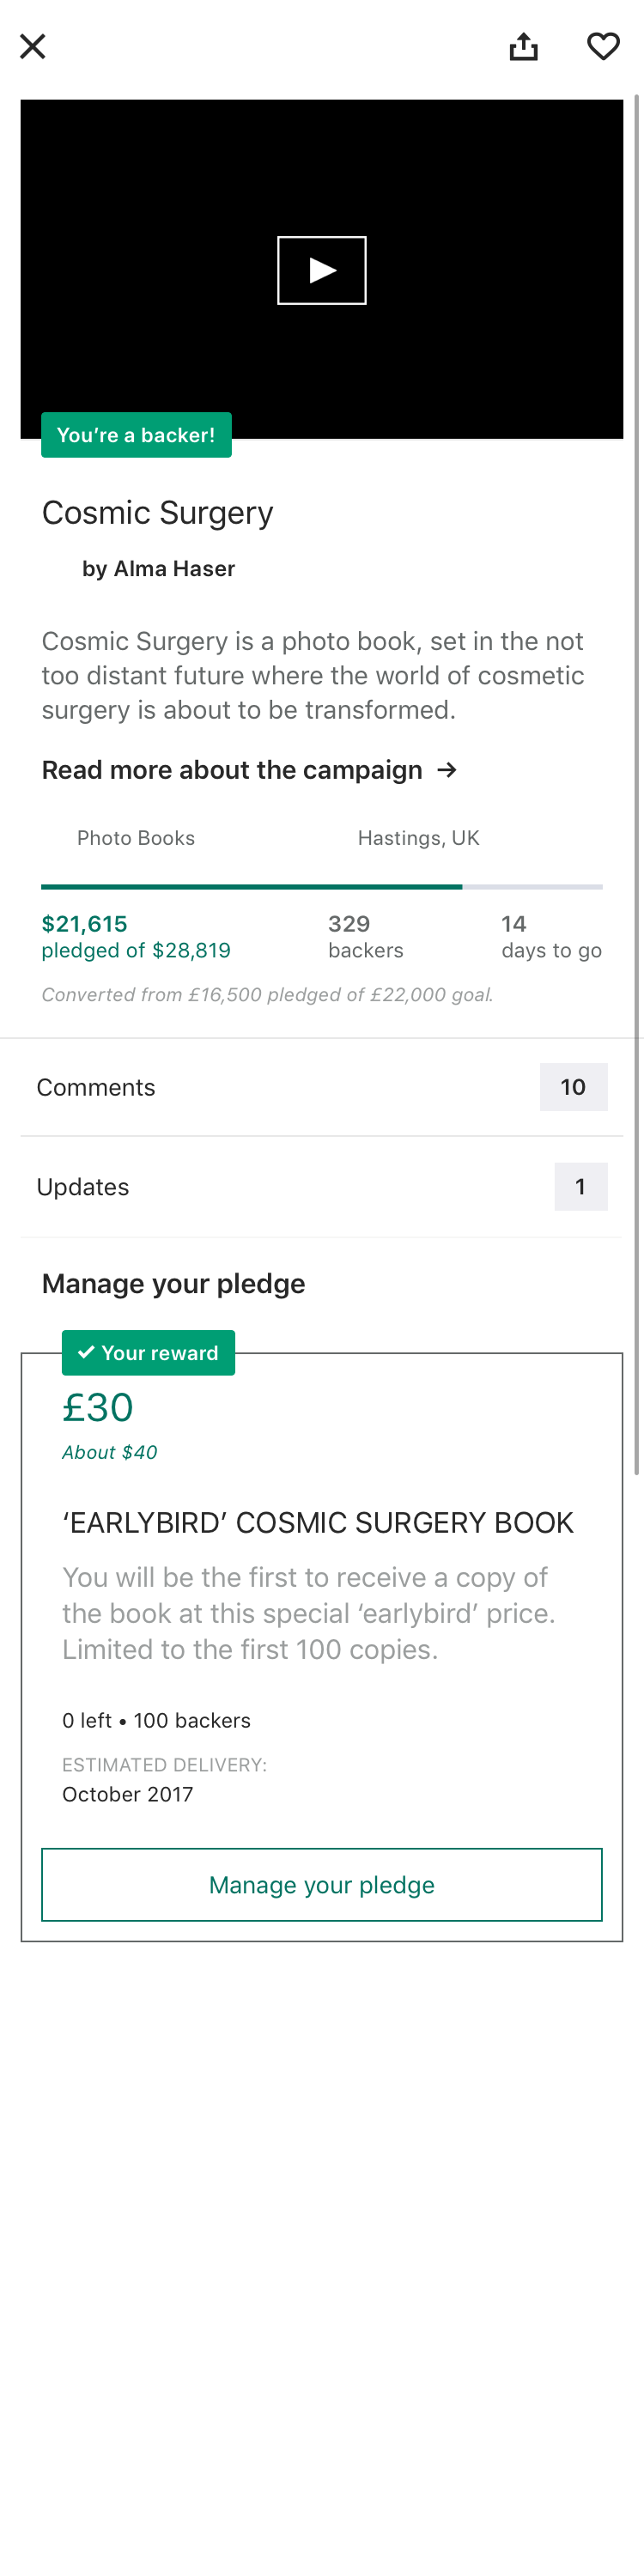 You’re a backer!
Cosmic Surgery
by Alma Haser
Cosmic Surgery is a photo book, set in the not
too distant future where the world of cosmetic
surgery is about to be transformed.
Read more about the campaign →
Photo Books Hastings, UK
$21,615 329 14
pledged of $28,819 backers days to go
Converted from £16,500 pledged of £22,000 goal.
Comments 10
Updates 1
Manage your pledge
✓ Your reward
£30
About $40
‘EARLYBIRD’ COSMIC SURGERY BOOK
You will be the first to receive a copy of
the book at this special ‘earlybird’ price.
Limited to the first 100 copies.
0 left • 100 backers
ESTIMATED DELIVERY:
October 2017
Manage your pledge